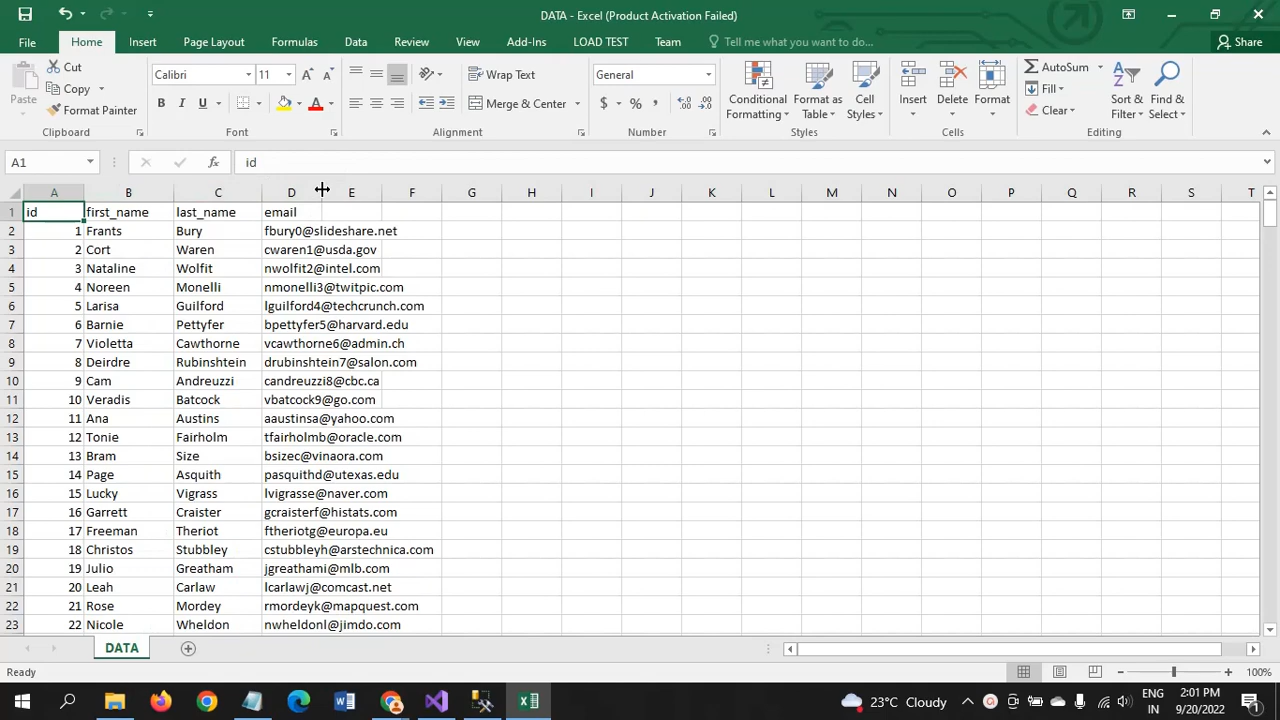 DATA - Excel (Product Activation Failed)
File Home Insert Page Layout Formulas Data Review View Add-Ins LOAD TEST Team Tell me what you want to do... Share
Paste Cut Copy Format Painter Clipboard
Calibri 11 A A B I U A Font
Wrap Text Merge & Center Alignment
General $ % , Number
Conditional Formatting Format as Table Cell Styles Styles
Insert Delete Format Cells
AutoSum Fill Clear Sort & Filter Find & Select Editing
A1 fx id
A B C D E F G H I J K L M N O P Q R S T
1 id first_name last_name email
2 1 Frants Bury fbury0@slideshare.net
3 2 Cort Waren cwaren1@usda.gov
4 3 Nataline Wolfit nwolfit2@intel.com
5 4 Noreen Monelli nmonelli3@twitpic.com
6 5 Larisa Guilford lguilford4@techcrunch.com
7 6 Barnie Pettyfer bpettyfer5@harvard.edu
8 7 Violetta Cawthorne vcawthorne6@admin.ch
9 8 Deirdre Rubinshtein drubinshtein7@salon.com
10 9 Cam Andreuzzi candreuzzi8@cbc.ca
11 10 Veradis Batcock vbatcock9@go.com
12 11 Ana Austins aaustinsa@yahoo.com
13 12 Tonie Fairholm tfairholmb@oracle.com
14 13 Bram Size bsizec@vinaora.com
15 14 Page Asquith pasquithd@utexas.edu
16 15 Lucky Vigrass lvigrasse@naver.com
17 16 Garrett Craister gcraisterf@histats.com
18 17 Freeman Theriot ftheriotg@europa.eu
19 18 Christos Stubbley cstubbleyh@arstechnica.com
20 19 Julio Greatham jgreathami@mlb.com
21 20 Leah Carlaw lcarlawj@comcast.net
22 21 Rose Mordey rmordeyk@mapquest.com
23 22 Nicole Wheldon nwheldonl@jimdo.com
DATA
Ready 100%
23°C Cloudy ENG IN 2:01 PM 9/20/2022 1